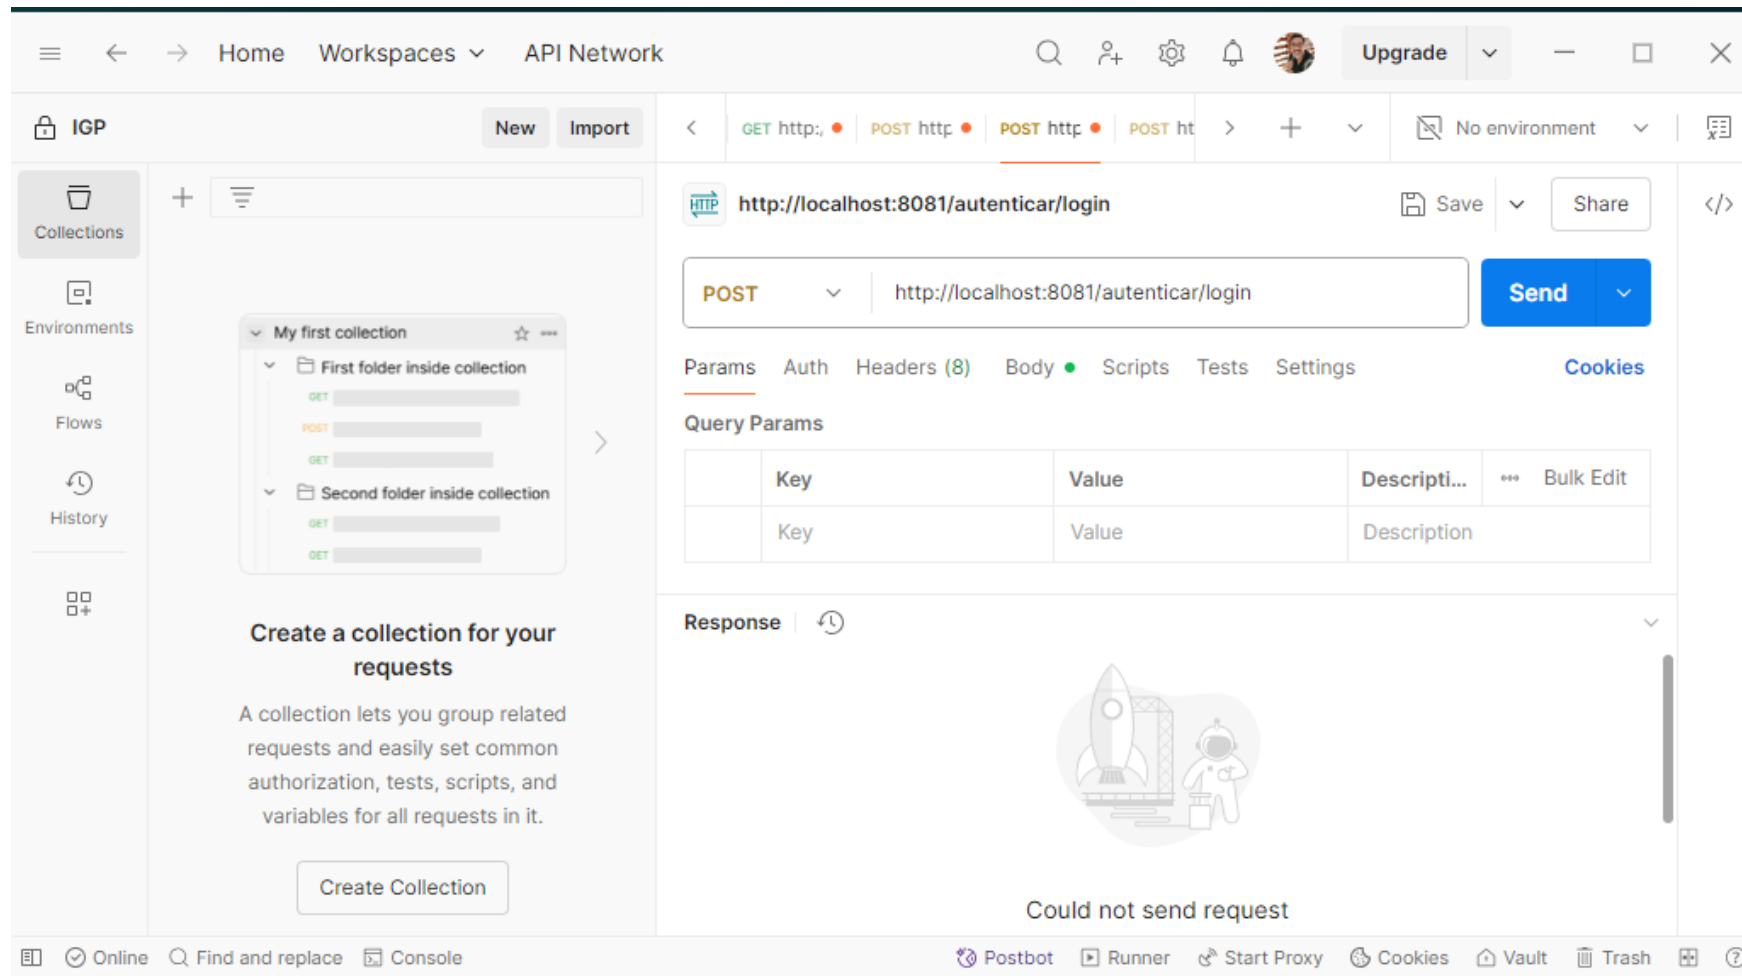 Home Workspaces API Network Upgrade
IGP New Import
GET http:, POST http POST http POST ht No environment
Collections
Environments
Flows
History
My first collection
First folder inside collection
GET
POST
GET
Second folder inside collection
GET
GET
Create a collection for your
requests
A collection lets you group related
requests and easily set common
authorization, tests, scripts, and
variables for all requests in it.
Create Collection
HTTP http://localhost:8081/autenticar/login Save Share
POST http://localhost:8081/autenticar/login Send
Params Auth Headers (8) Body Scripts Tests Settings Cookies
Query Params
Key Value Descripti... Bulk Edit
Key Value Description
Response
Could not send request
Online Find and replace Console Postbot Runner Start Proxy Cookies Vault Trash